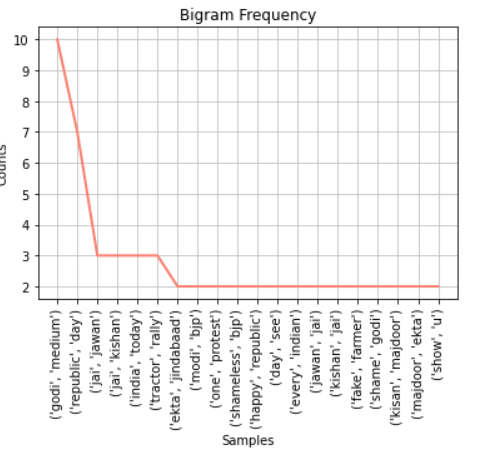 Bigram Frequency
10
9
8
7
6
5
4
3
2
Counts
('godi', 'medium')
('republic', 'day')
('jai', 'jawan')
('jai', 'kishan')
('india', 'today')
('tractor', 'rally')
('ekta', 'jindabaad')
('modi', 'bjp')
('one', 'protest')
('shameless', 'bjp')
('happy', 'republic')
('day', 'see')
('every', 'indian')
('jawan', 'jai')
('kishan', 'jai')
('fake', 'farmer')
('shame', 'godi')
('kisan', 'majdoor')
('majdoor', 'ekta')
('show', 'u')
Samples